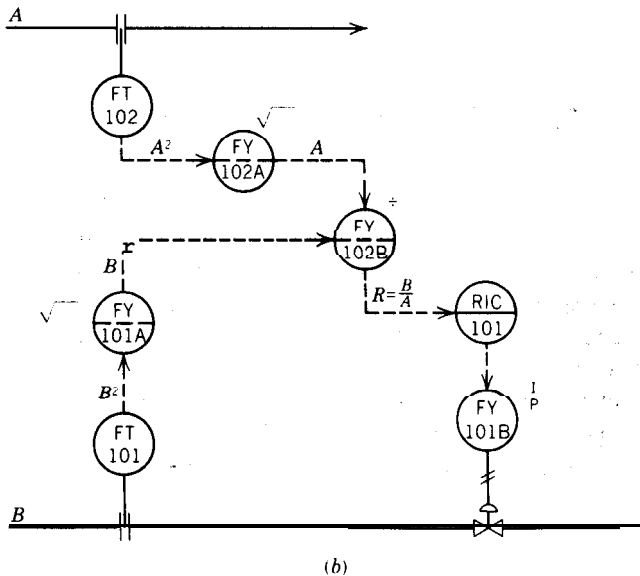 A
FT
102
A²
√
FY
102A
A
÷
FY
102B
r
B
R=B/A
RIC
101
√
FY
101A
B²
FT
101
I
P
FY
101B
B
(b)